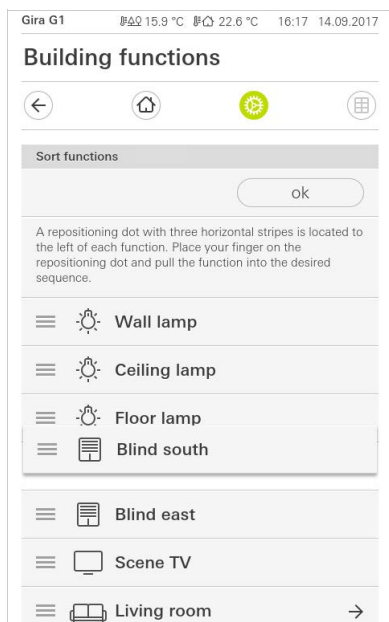 Gira G1 15.9 °C 22.6 °C 16:17 14.09.2017
Building functions
Sort functions
ok
A repositioning dot with three horizontal stripes is located to
the left of each function. Place your finger on the
repositioning dot and pull the function into the desired
sequence.
Wall lamp
Ceiling lamp
Floor lamp
Blind south
Blind east
Scene TV
Living room